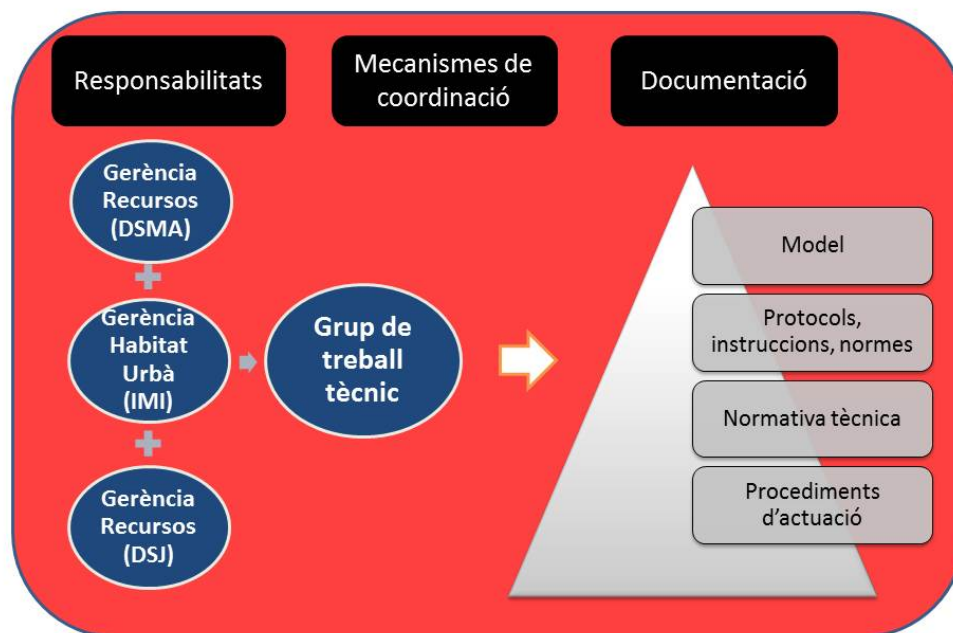 Responsabilitats
Mecanismes de
coordinació
Documentació
Gerència
Recursos
(DSMA)
Gerència
Habitat
Urbà
(IMI)
Gerència
Recursos
(DSJ)
Grup de
treball
tècnic
Model
Protocols,
instruccions, normes
Normativa tècnica
Procediments
d'actuació